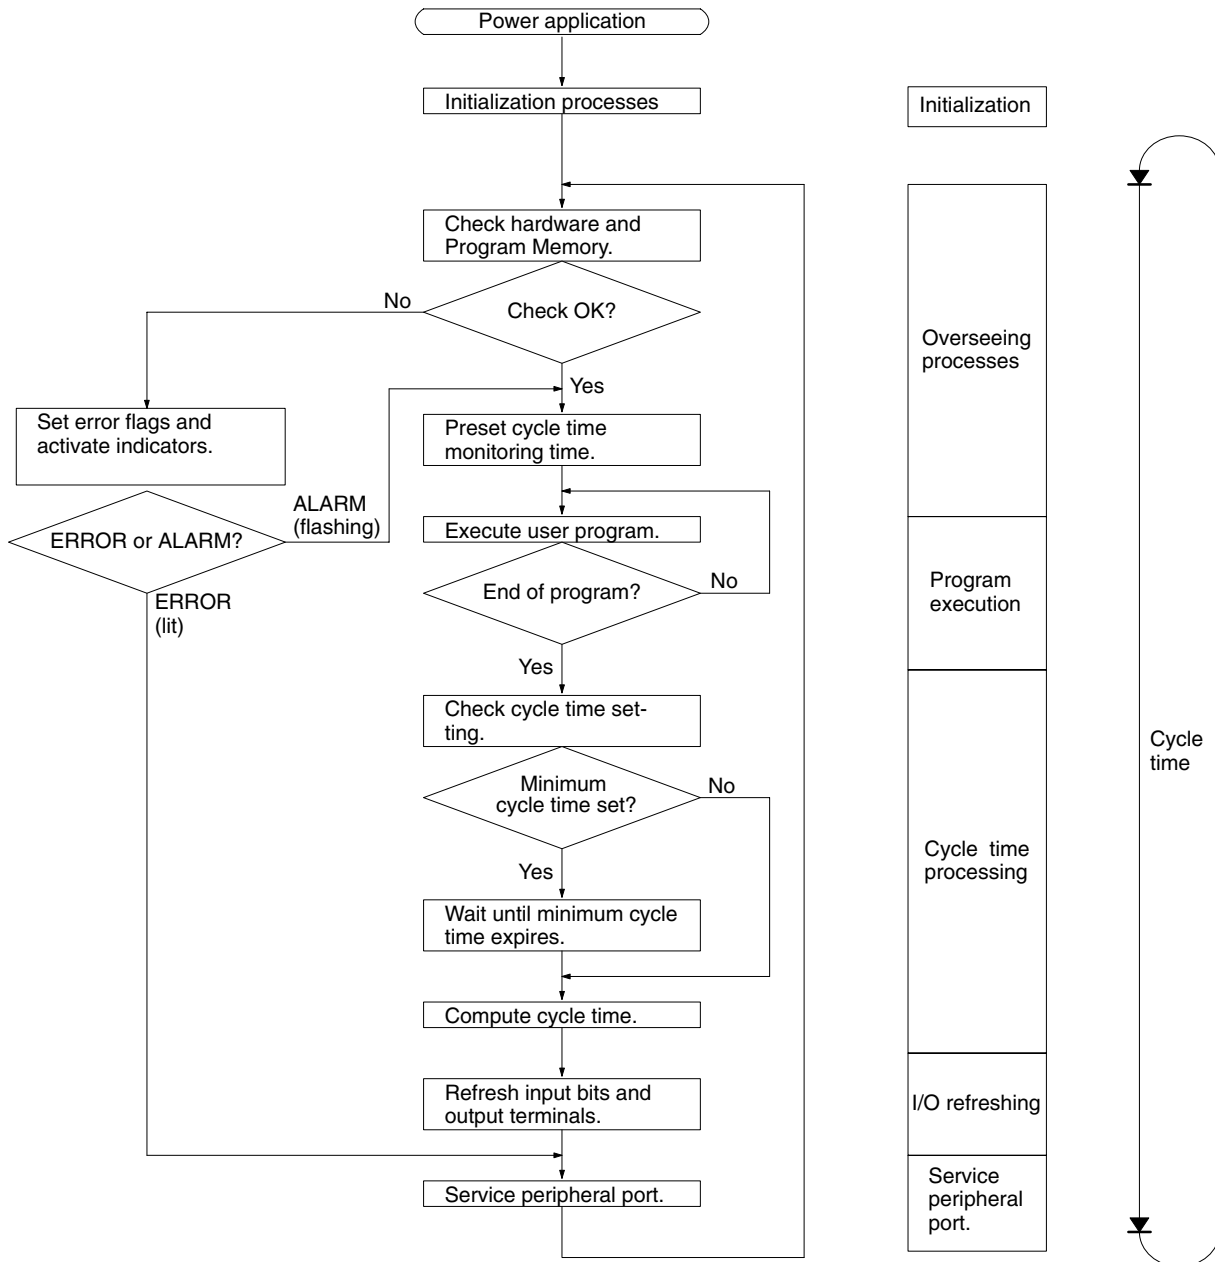 Power application
Initialization processes
Initialization
Check hardware and
Program Memory.
No
Check OK?
Overseeing
processes
Yes
Set error flags and
activate indicators.
Preset cycle time
monitoring time.
ALARM
(flashing)
ERROR or ALARM?
Execute user program.
No
End of program?
Program
execution
ERROR
(lit)
Yes
Check cycle time set-
ting.
Cycle
time
Minimum
cycle time set?
No
Cycle time
processing
Yes
Wait until minimum cycle
time expires.
Compute cycle time.
Refresh input bits and
output terminals.
I/O refreshing
Service peripheral port.
Service
peripheral
port.